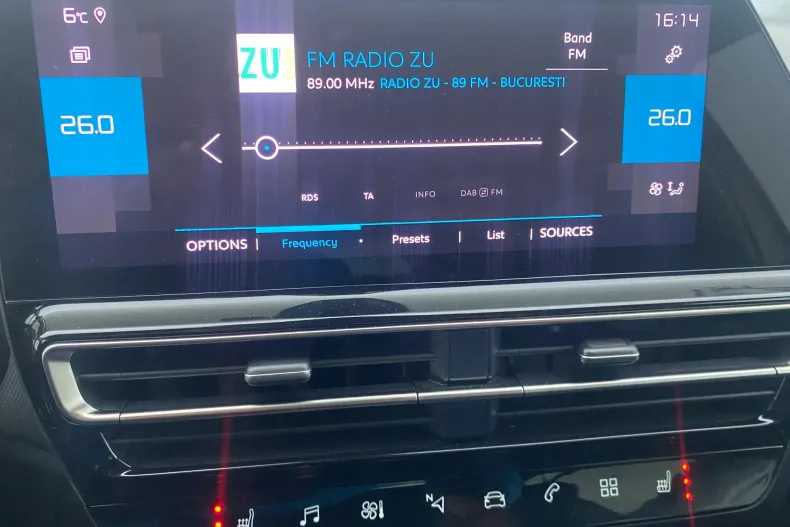 6°C
16:14
ZU
FM RADIO ZU
Band
FM
89.00 MHz RADIO ZU - 89 FM - BUCURESTI
26.0
26.0
RDS TA INFO DAB FM
OPTIONS | Frequency • Presets | List | SOURCES
N